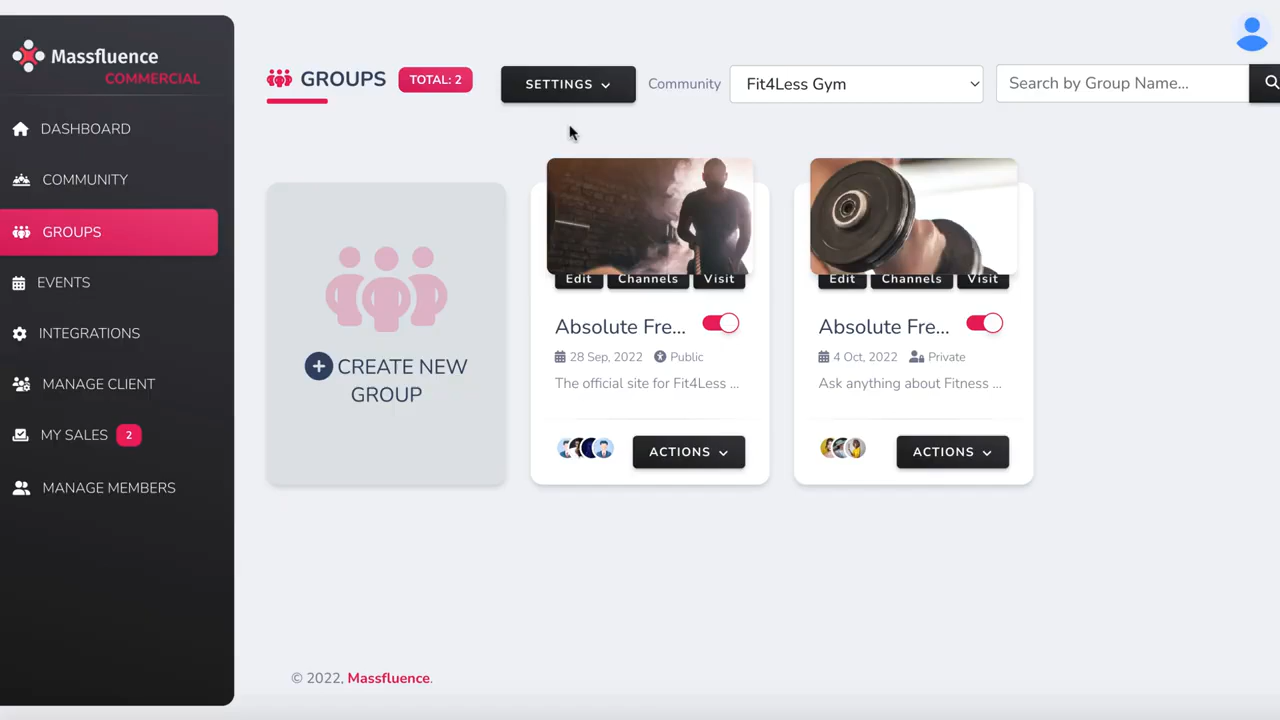 Massfluence
COMMERCIAL
DASHBOARD
COMMUNITY
GROUPS
EVENTS
INTEGRATIONS
MANAGE CLIENT
MY SALES 2
MANAGE MEMBERS
GROUPS TOTAL: 2 SETTINGS Community Fit4Less Gym Search by Group Name...
CREATE NEW
GROUP
Edit Channels Visit
Absolute Fre...
28 Sep, 2022 Public
The official site for Fit4Less ...
ACTIONS
Edit Channels Visit
Absolute Fre...
4 Oct, 2022 Private
Ask anything about Fitness ...
ACTIONS
© 2022, Massfluence.